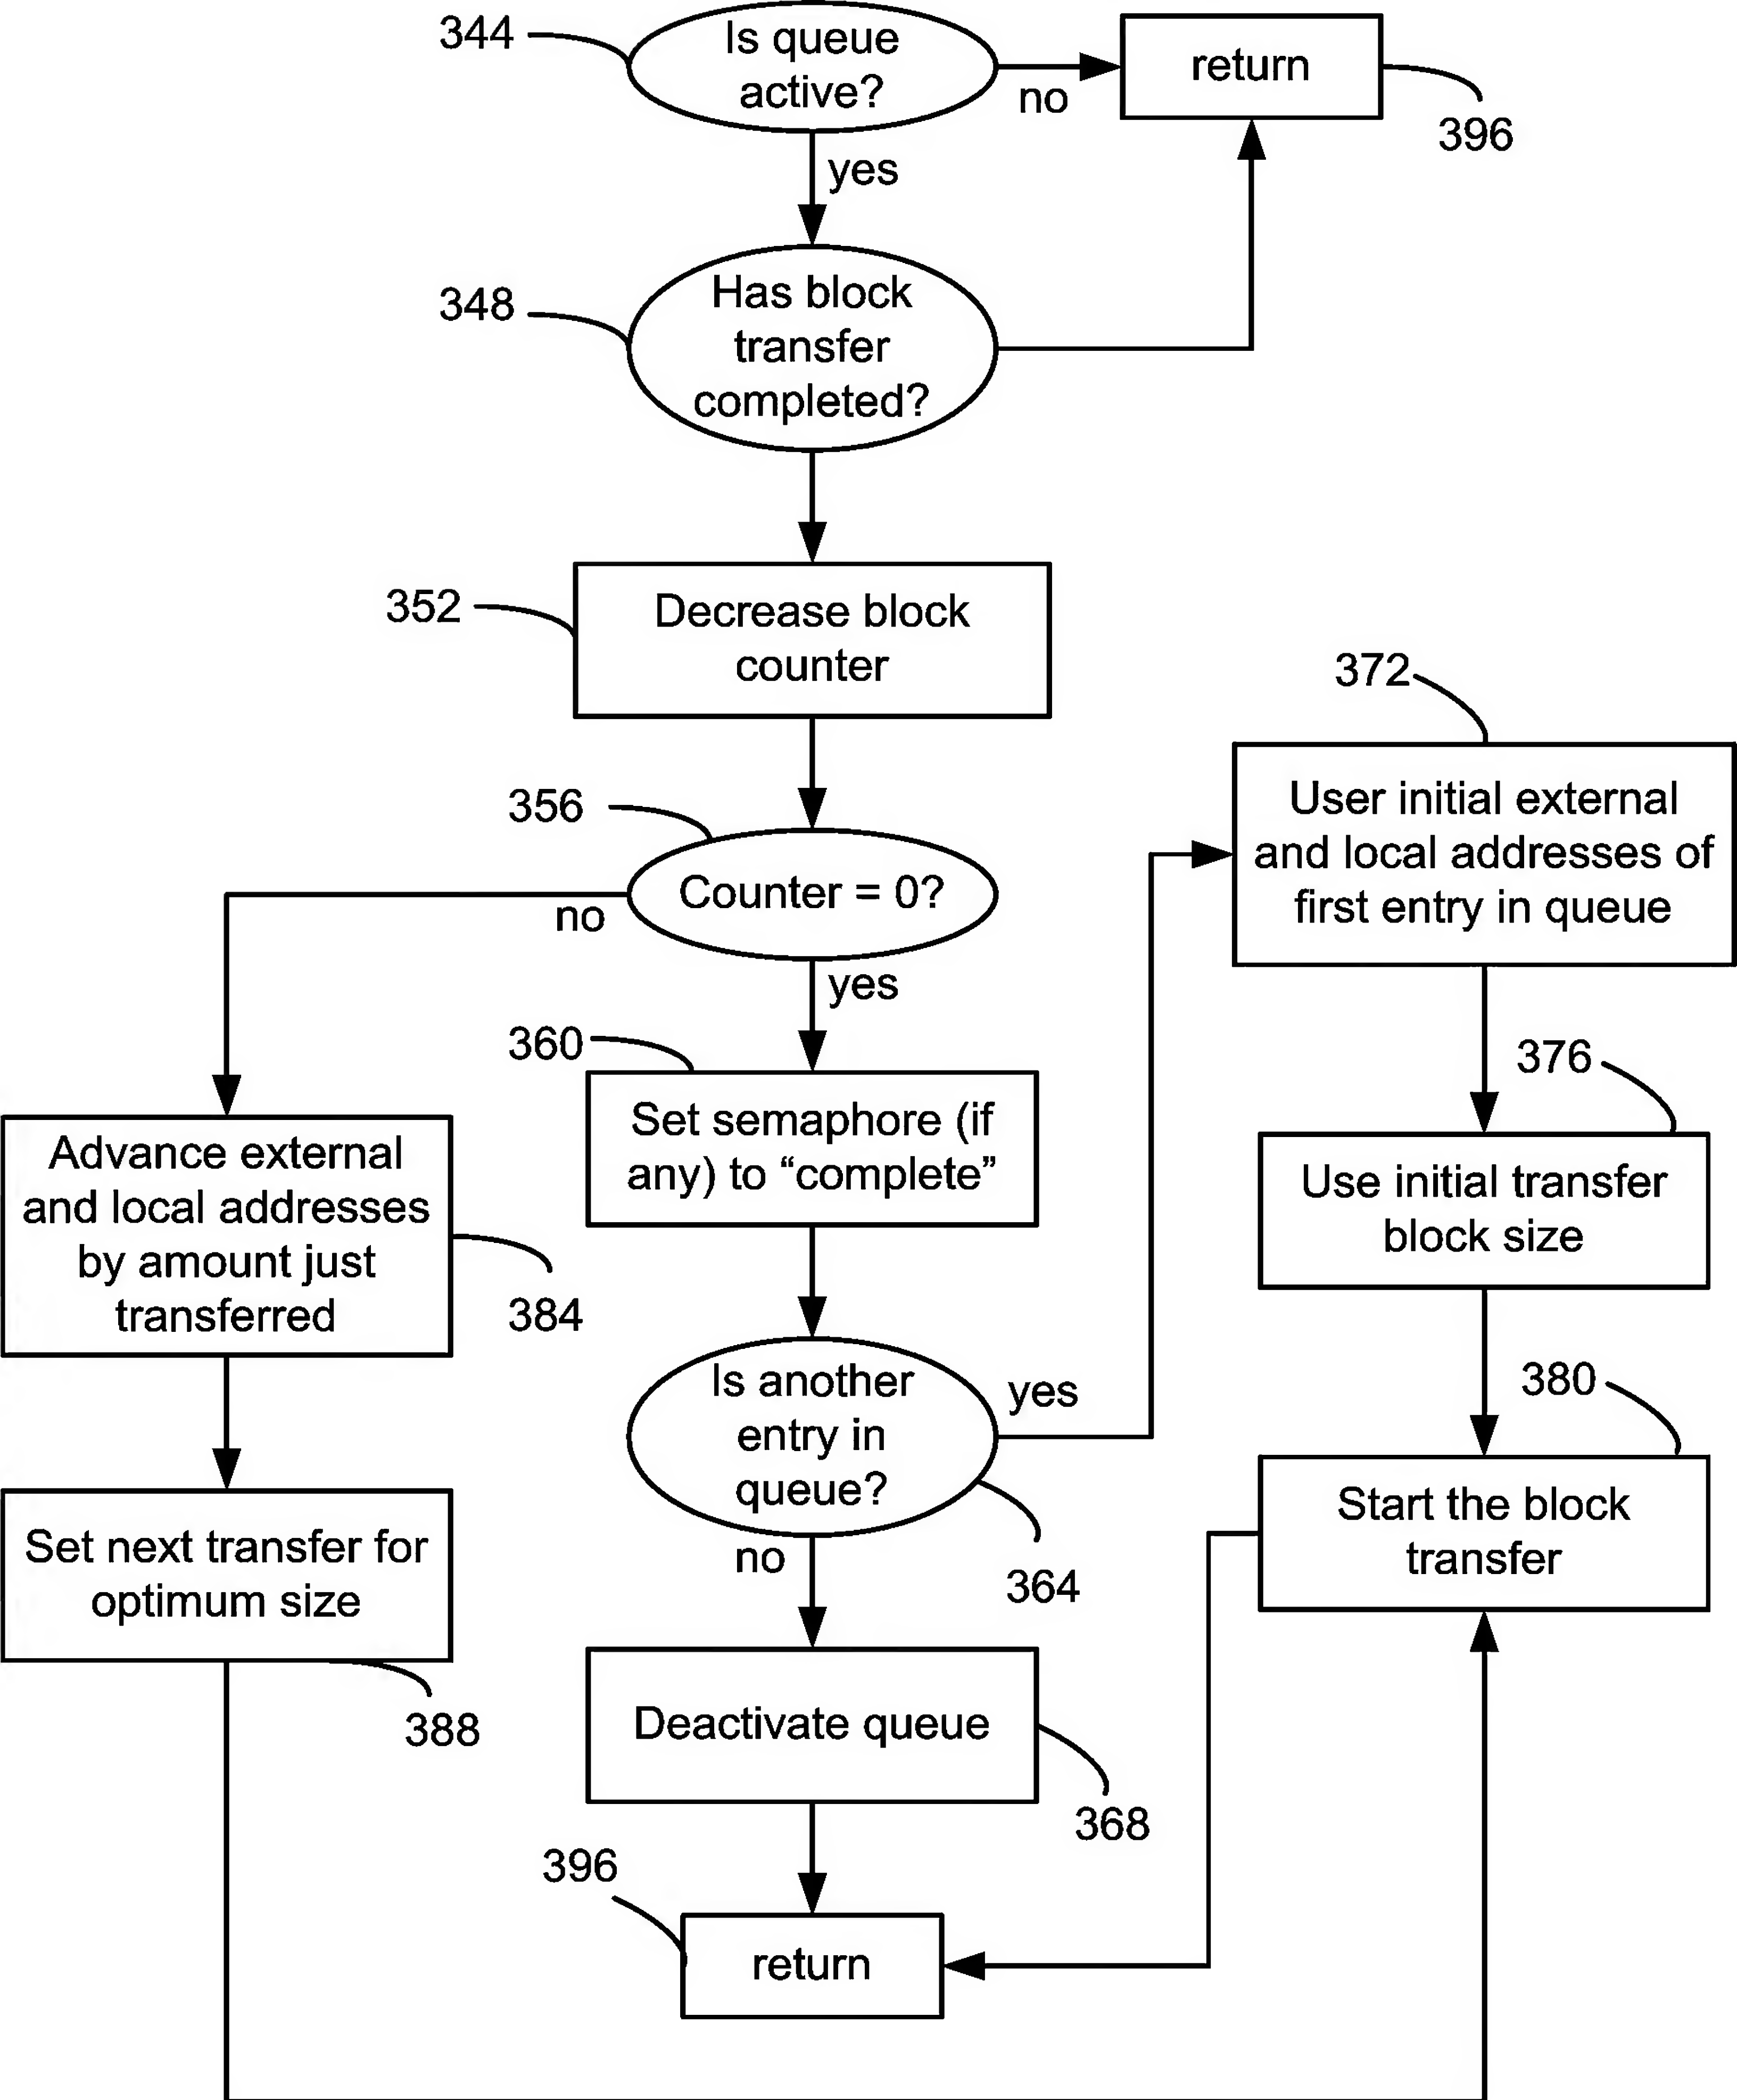 344
Is queue
active?
no
return
396
yes
348
Has block
transfer
completed?
352
Decrease block
counter
372
356
Counter = 0?
no
yes
User initial external
and local addresses of
first entry in queue
360
Set semaphore (if
any) to “complete”
376
Use initial transfer
block size
Advance external
and local addresses
by amount just
transferred
384
Is another
entry in
queue?
yes
no
364
380
Start the block
transfer
Set next transfer for
optimum size
388
Deactivate queue
368
396
return